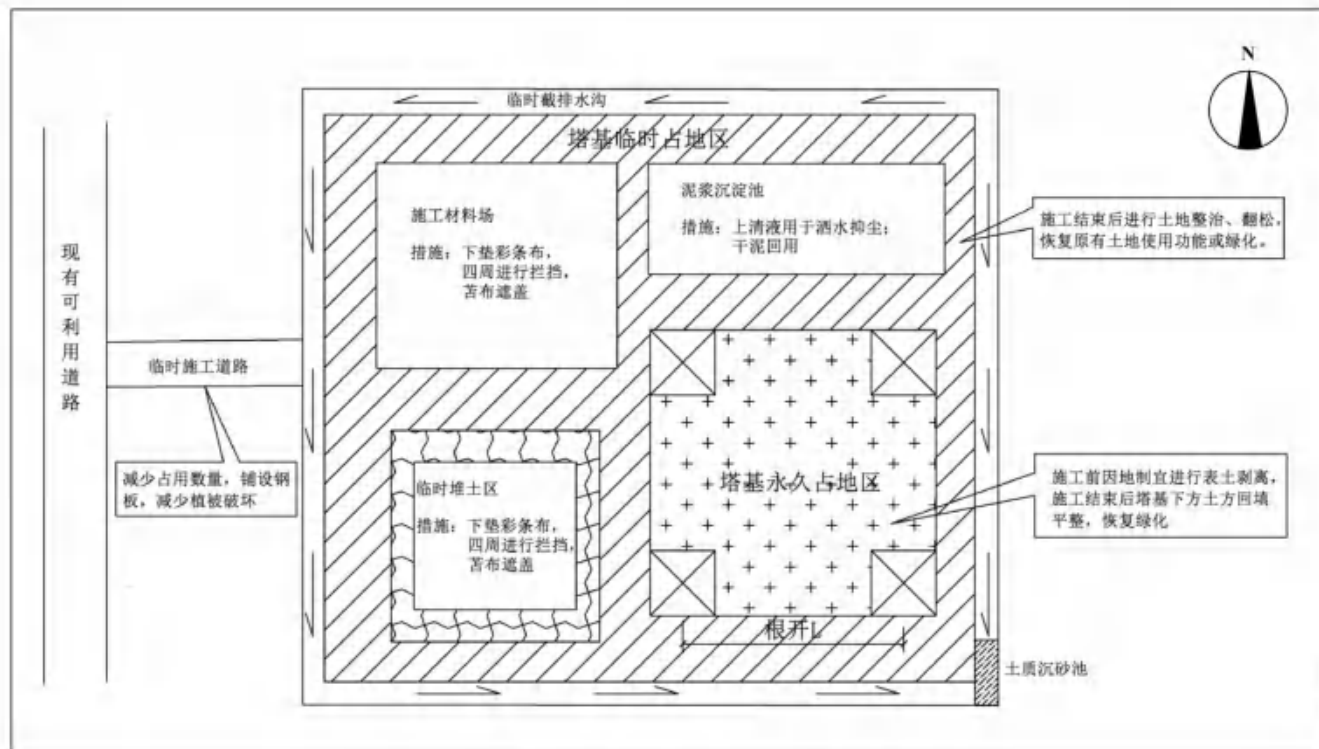 N
临时截排水沟
塔基临时占地区
施工材料场
措施：下垫彩条布，
四周进行拦挡，
苫布遮盖
泥浆沉淀池
措施：上清液用于洒水抑尘；
干泥回用
施工结束后进行土地整治、翻松，
恢复原有土地使用功能或绿化。
现有可利用道路
临时施工道路
减少占用数量，铺设钢
板，减少植被破坏
临时堆土区
措施：下垫彩条布，
四周进行拦挡，
苫布遮盖
塔基永久占地区
施工前因地制宜进行表土剥离，
施工结束后塔基下方土方回填
平整，恢复绿化
根开L
土质沉砂池